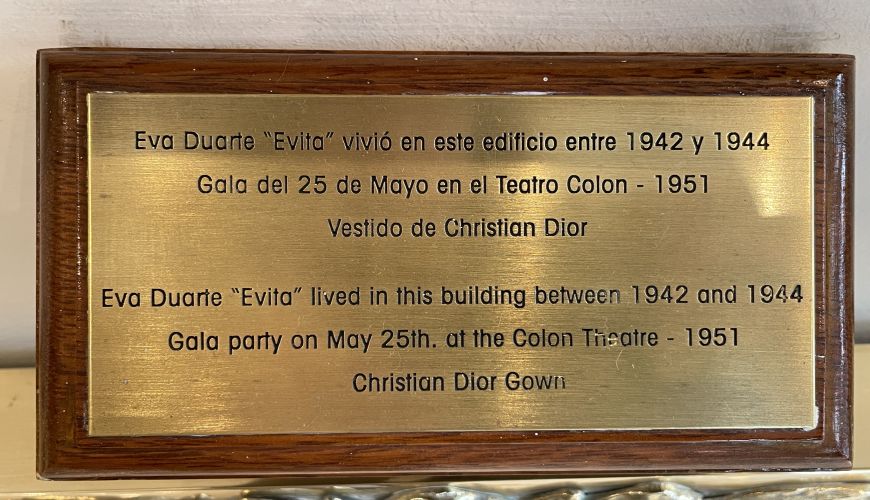 Eva Duarte "Evita" vivió en este edificio entre 1942 y 1944
Gala del 25 de Mayo en el Teatro Colon - 1951
Vestido de Christian Dior
Eva Duarte "Evita" lived in this building between 1942 and 1944
Gala party on May 25th. at the Colon Theatre - 1951
Christian Dior Gown